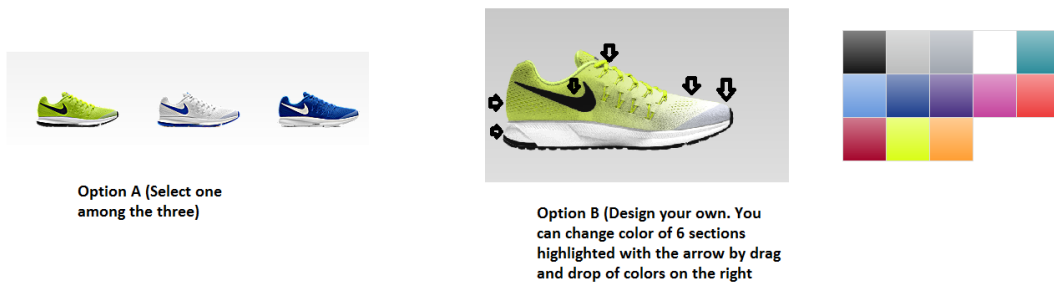 Option A (Select one
among the three)
Option B (Design your own. You
can change color of 6 sections
highlighted with the arrow by drag
and drop of colors on the right